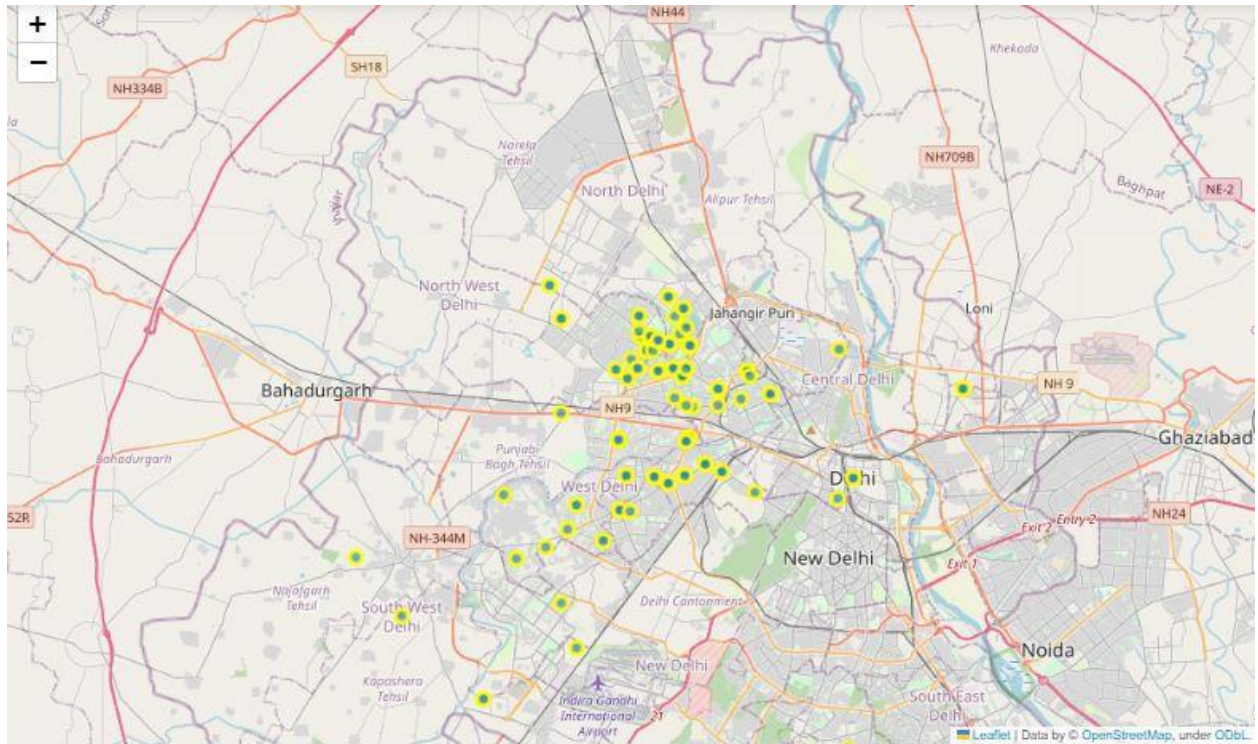 +
−
NH44
SH18
NH334B
Khekada
Narela
Tehsil
NH709B
Baghpat
NE-2
Jhajjar
North Delhi
Alipur Tehsil
North West
Delhi
Jahangir Puri
Loni
Central Delhi
NH 9
Bahadurgarh
NH9
Ghaziabad
Bahadurgarh
Punjabi
Bagh Tehsil
West Delhi
Delhi
52R
NH-344M
NH24
Exit 2
Entry 2
Exit 1
New Delhi
Najafgarh
Tehsil
South West
Delhi
Delhi Cantonment
Noida
New Delhi
Kapashera
Tehsil
Indira Gandhi
International
Airport
21
South East
Delhi
Leaflet | Data by © OpenStreetMap, under ODbL.